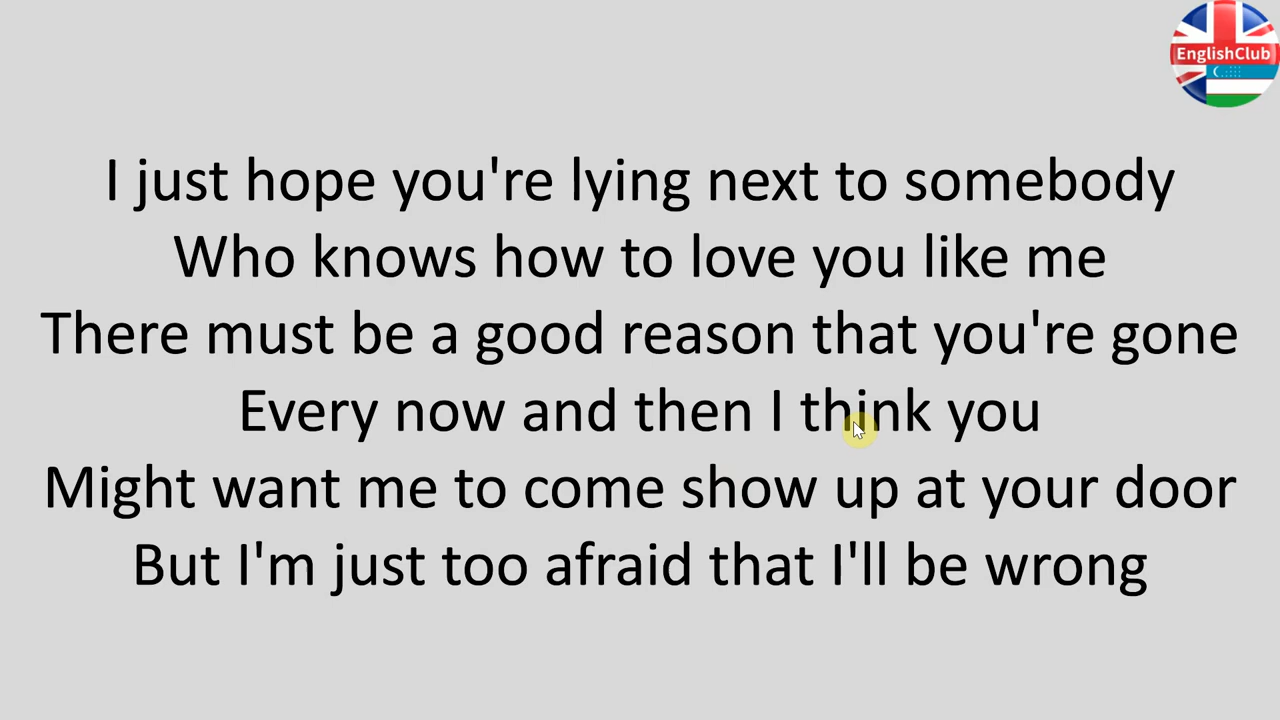 EnglishClub
I just hope you're lying next to somebody
Who knows how to love you like me
There must be a good reason that you're gone
Every now and then I think you
Might want me to come show up at your door
But I'm just too afraid that I'll be wrong